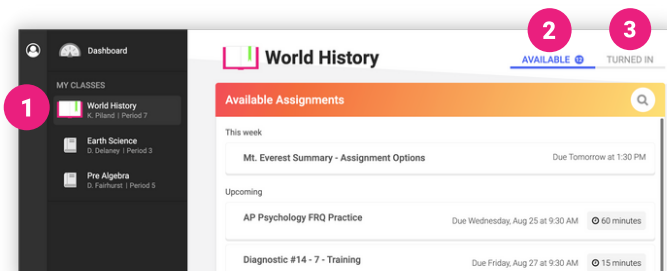 2
3
Dashboard
World History
AVAILABLE 12
TURNED IN
MY CLASSES
1
World History
K. Piland | Period 7
Earth Science
D. Delaney | Period 3
Pre Algebra
D. Fairhurst | Period 5
Available Assignments
This week
Mt. Everest Summary - Assignment Options
Due Tomorrow at 1:30 PM
Upcoming
AP Psychology FRQ Practice
Due Wednesday, Aug 25 at 9:30 AM
60 minutes
Diagnostic #14 - 7 - Training
Due Friday, Aug 27 at 9:30 AM
15 minutes